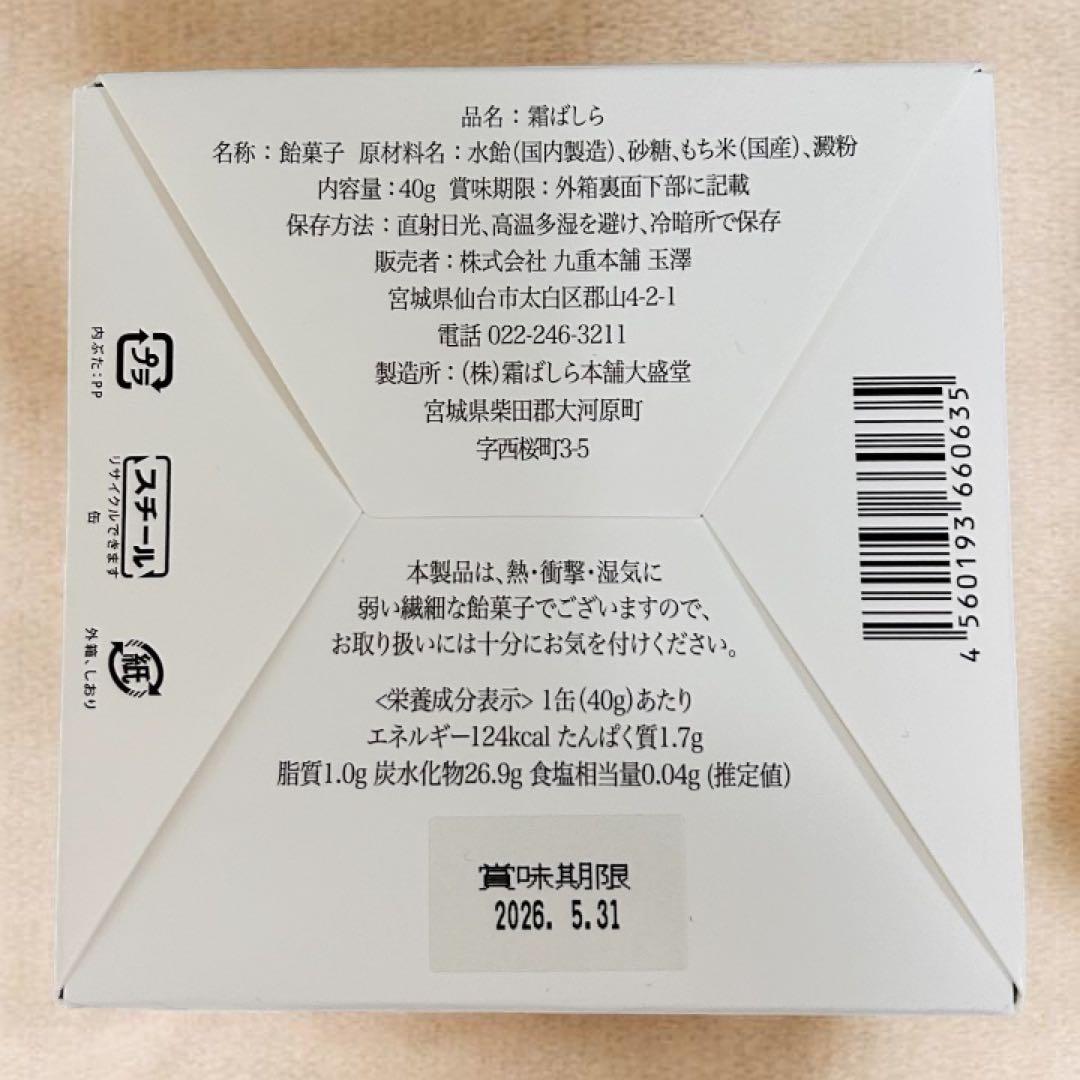 品名：霜ばしら
名称：飴菓子 原材料名：水飴(国内製造)、砂糖、もち米(国産)、澱粉
内容量：40g 賞味期限：外箱裏面下部に記載
保存方法：直射日光、高温多湿を避け、冷暗所で保存
販売者：株式会社 九重本舗 玉澤
宮城県仙台市太白区郡山4-2-1
電話 022-246-3211
製造所：(株)霜ばしら本舗大盛堂
宮城県柴田郡大河原町
字西桜町3-5
本製品は、熱・衝撃・湿気に
弱い繊細な飴菓子でございますので、
お取り扱いには十分にお気を付けください。
<栄養成分表示> 1缶(40g)あたり
エネルギー124kcal たんぱく質1.7g
脂質1.0g 炭水化物26.9g 食塩相当量0.04g (推定値)
賞味期限
2026. 5.31
プラ
内ぶた：PP
スチール
リサイクルできます
缶
紙
外箱、しおり
4 560193 660635